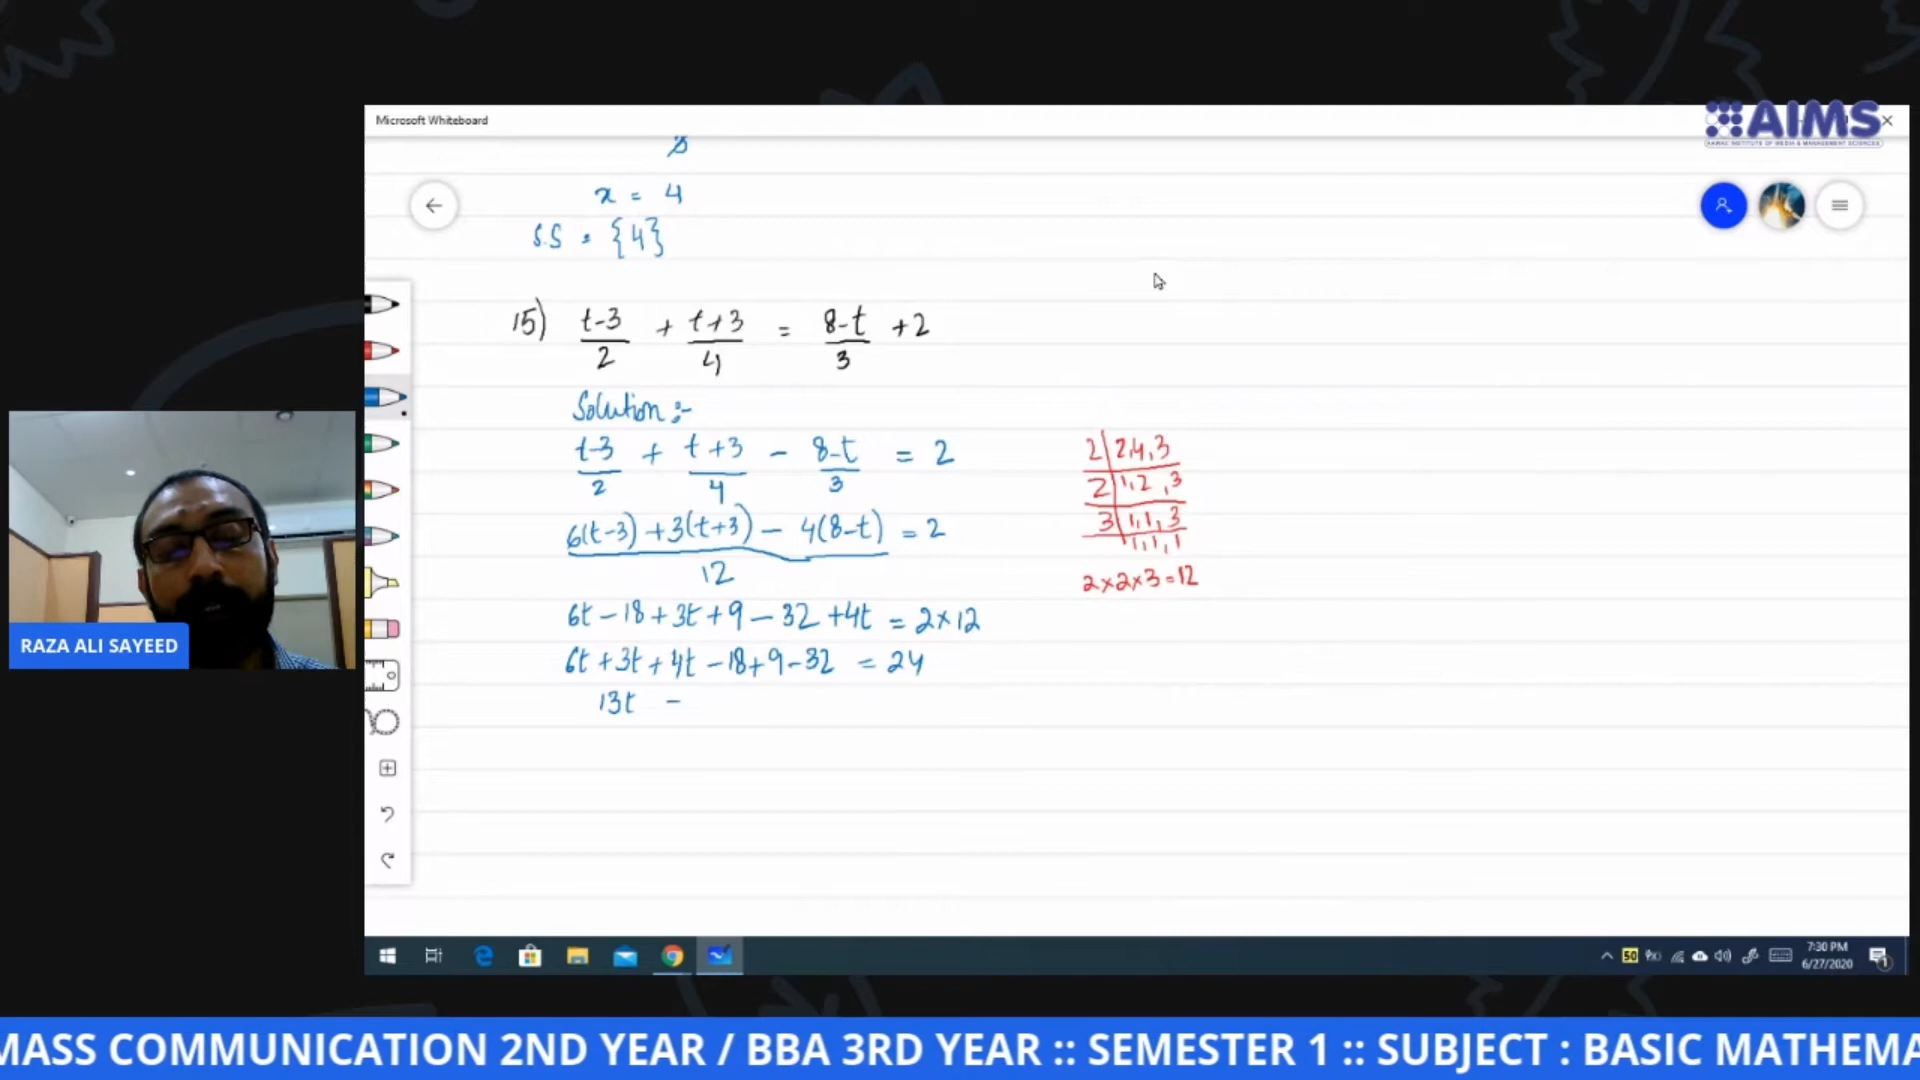 Microsoft Whiteboard
AIMS
x = 4
S.S = {4}
15) t-3/2 + t+3/4 = 8-t/3 + 2
Solution :-
t-3/2 + t+3/4 - 8-t/3 = 2
6(t-3) + 3(t+3) - 4(8-t) = 2
12
6t - 18 + 3t + 9 - 32 + 4t = 2 × 12
6t + 3t + 4t - 18 + 9 - 32 = 24
13t -
2 | 2, 4, 3
2 | 1, 2, 3
3 | 1, 1, 3
1, 1, 1
2 × 2 × 3 = 12
RAZA ALI SAYEED
50
7:30 PM
6/27/2020
MASS COMMUNICATION 2ND YEAR / BBA 3RD YEAR :: SEMESTER 1 :: SUBJECT : BASIC MATHEMA